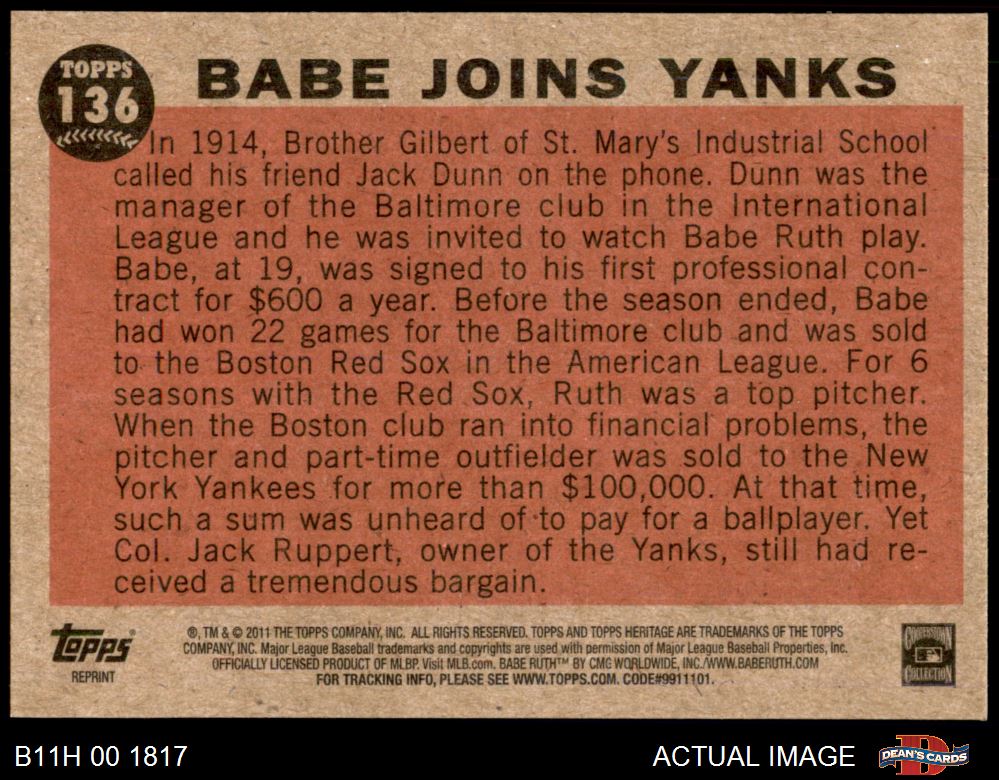 TOPPS
136
BABE JOINS YANKS
In 1914, Brother Gilbert of St. Mary's Industrial School
called his friend Jack Dunn on the phone. Dunn was the
manager of the Baltimore club in the International
League and he was invited to watch Babe Ruth play.
Babe, at 19, was signed to his first professional con-
tract for $600 a year. Before the season ended, Babe
had won 22 games for the Baltimore club and was sold
to the Boston Red Sox in the American League. For 6
seasons with the Red Sox, Ruth was a top pitcher.
When the Boston club ran into financial problems, the
pitcher and part-time outfielder was sold to the New
York Yankees for more than $100,000. At that time,
such a sum was unheard of to pay for a ballplayer. Yet
Col. Jack Ruppert, owner of the Yanks, still had re-
ceived a tremendous bargain.
Topps®
REPRINT
®, TM & © 2011 THE TOPPS COMPANY, INC. ALL RIGHTS RESERVED. TOPPS AND TOPPS HERITAGE ARE TRADEMARKS OF THE TOPPS
COMPANY, INC. Major League Baseball trademarks and copyrights are used with permission of Major League Baseball Properties, Inc.
OFFICIALLY LICENSED PRODUCT OF MLBP. Visit MLB.com. BABE RUTH™ BY CMG WORLDWIDE, INC./WWW.BABERUTH.COM
FOR TRACKING INFO, PLEASE SEE WWW.TOPPS.COM. CODE#9911101.
COOPERSTOWN
COLLECTION
B11H 00 1817
ACTUAL IMAGE
DEAN'S CARDS